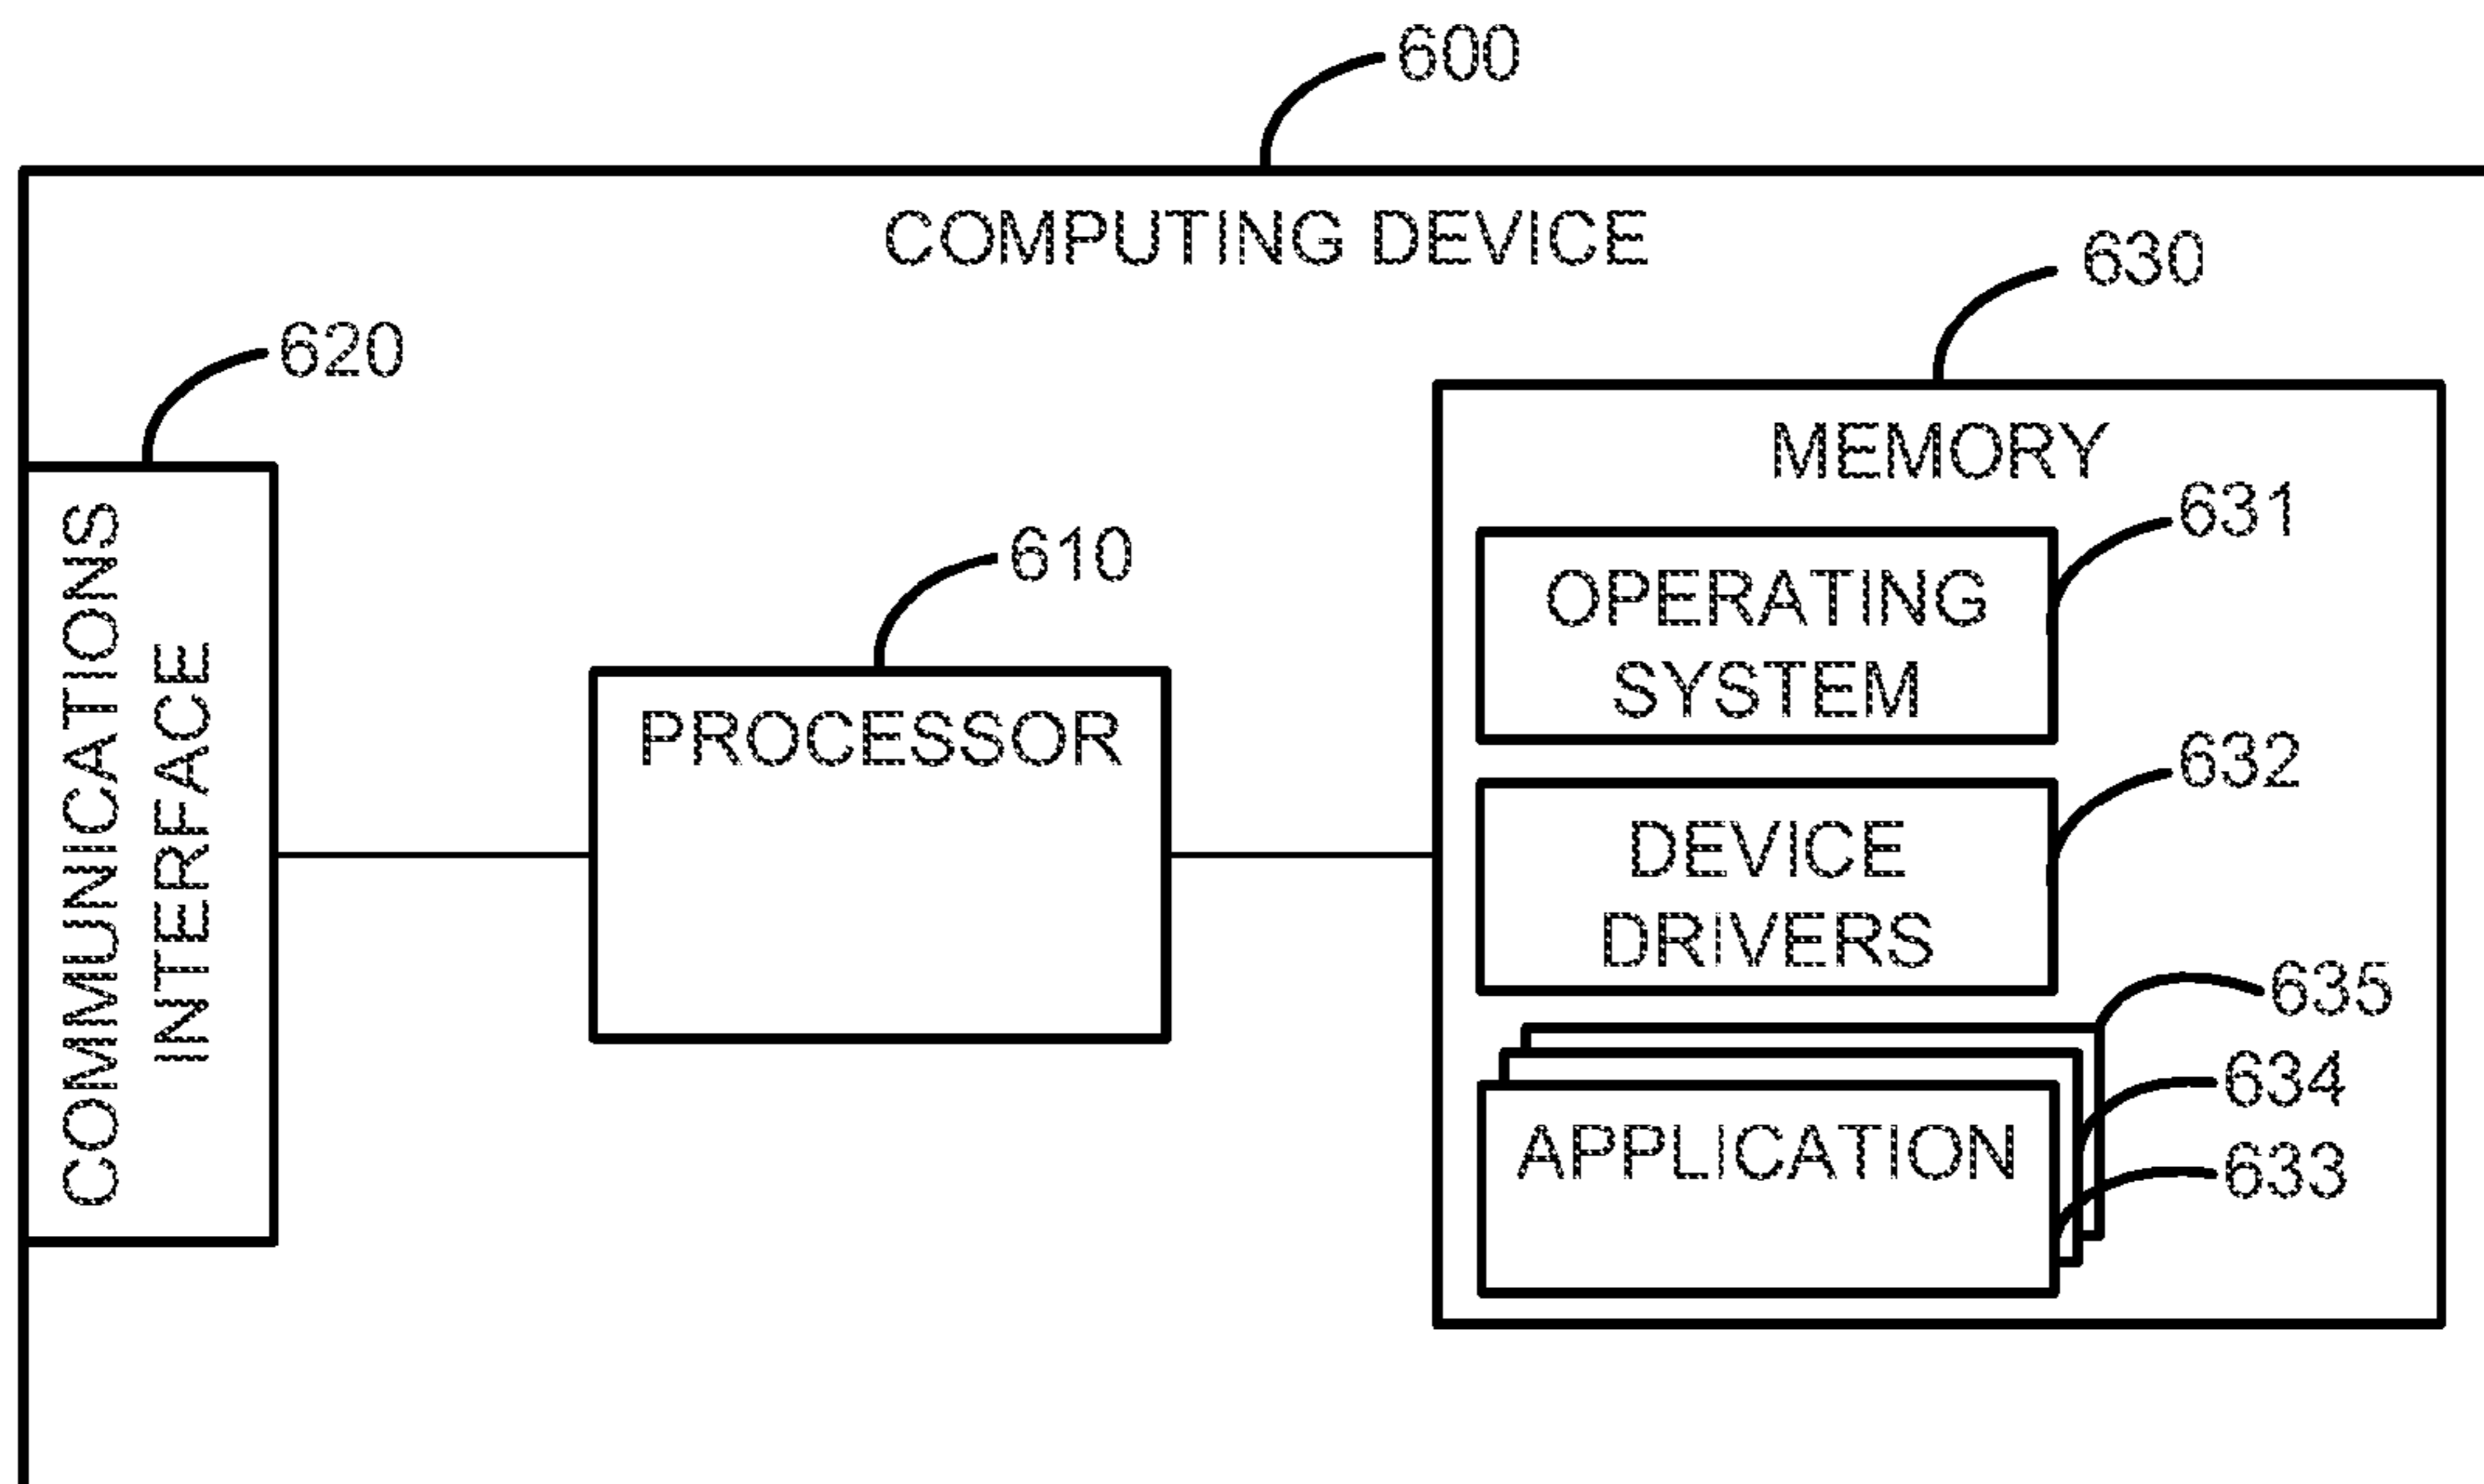 600
COMPUTING DEVICE
630
620
MEMORY
631
610
OPERATING
SYSTEM
COMMUNICATIONS
INTERFACE
PROCESSOR
632
DEVICE
DRIVERS
635
634
APPLICATION
633